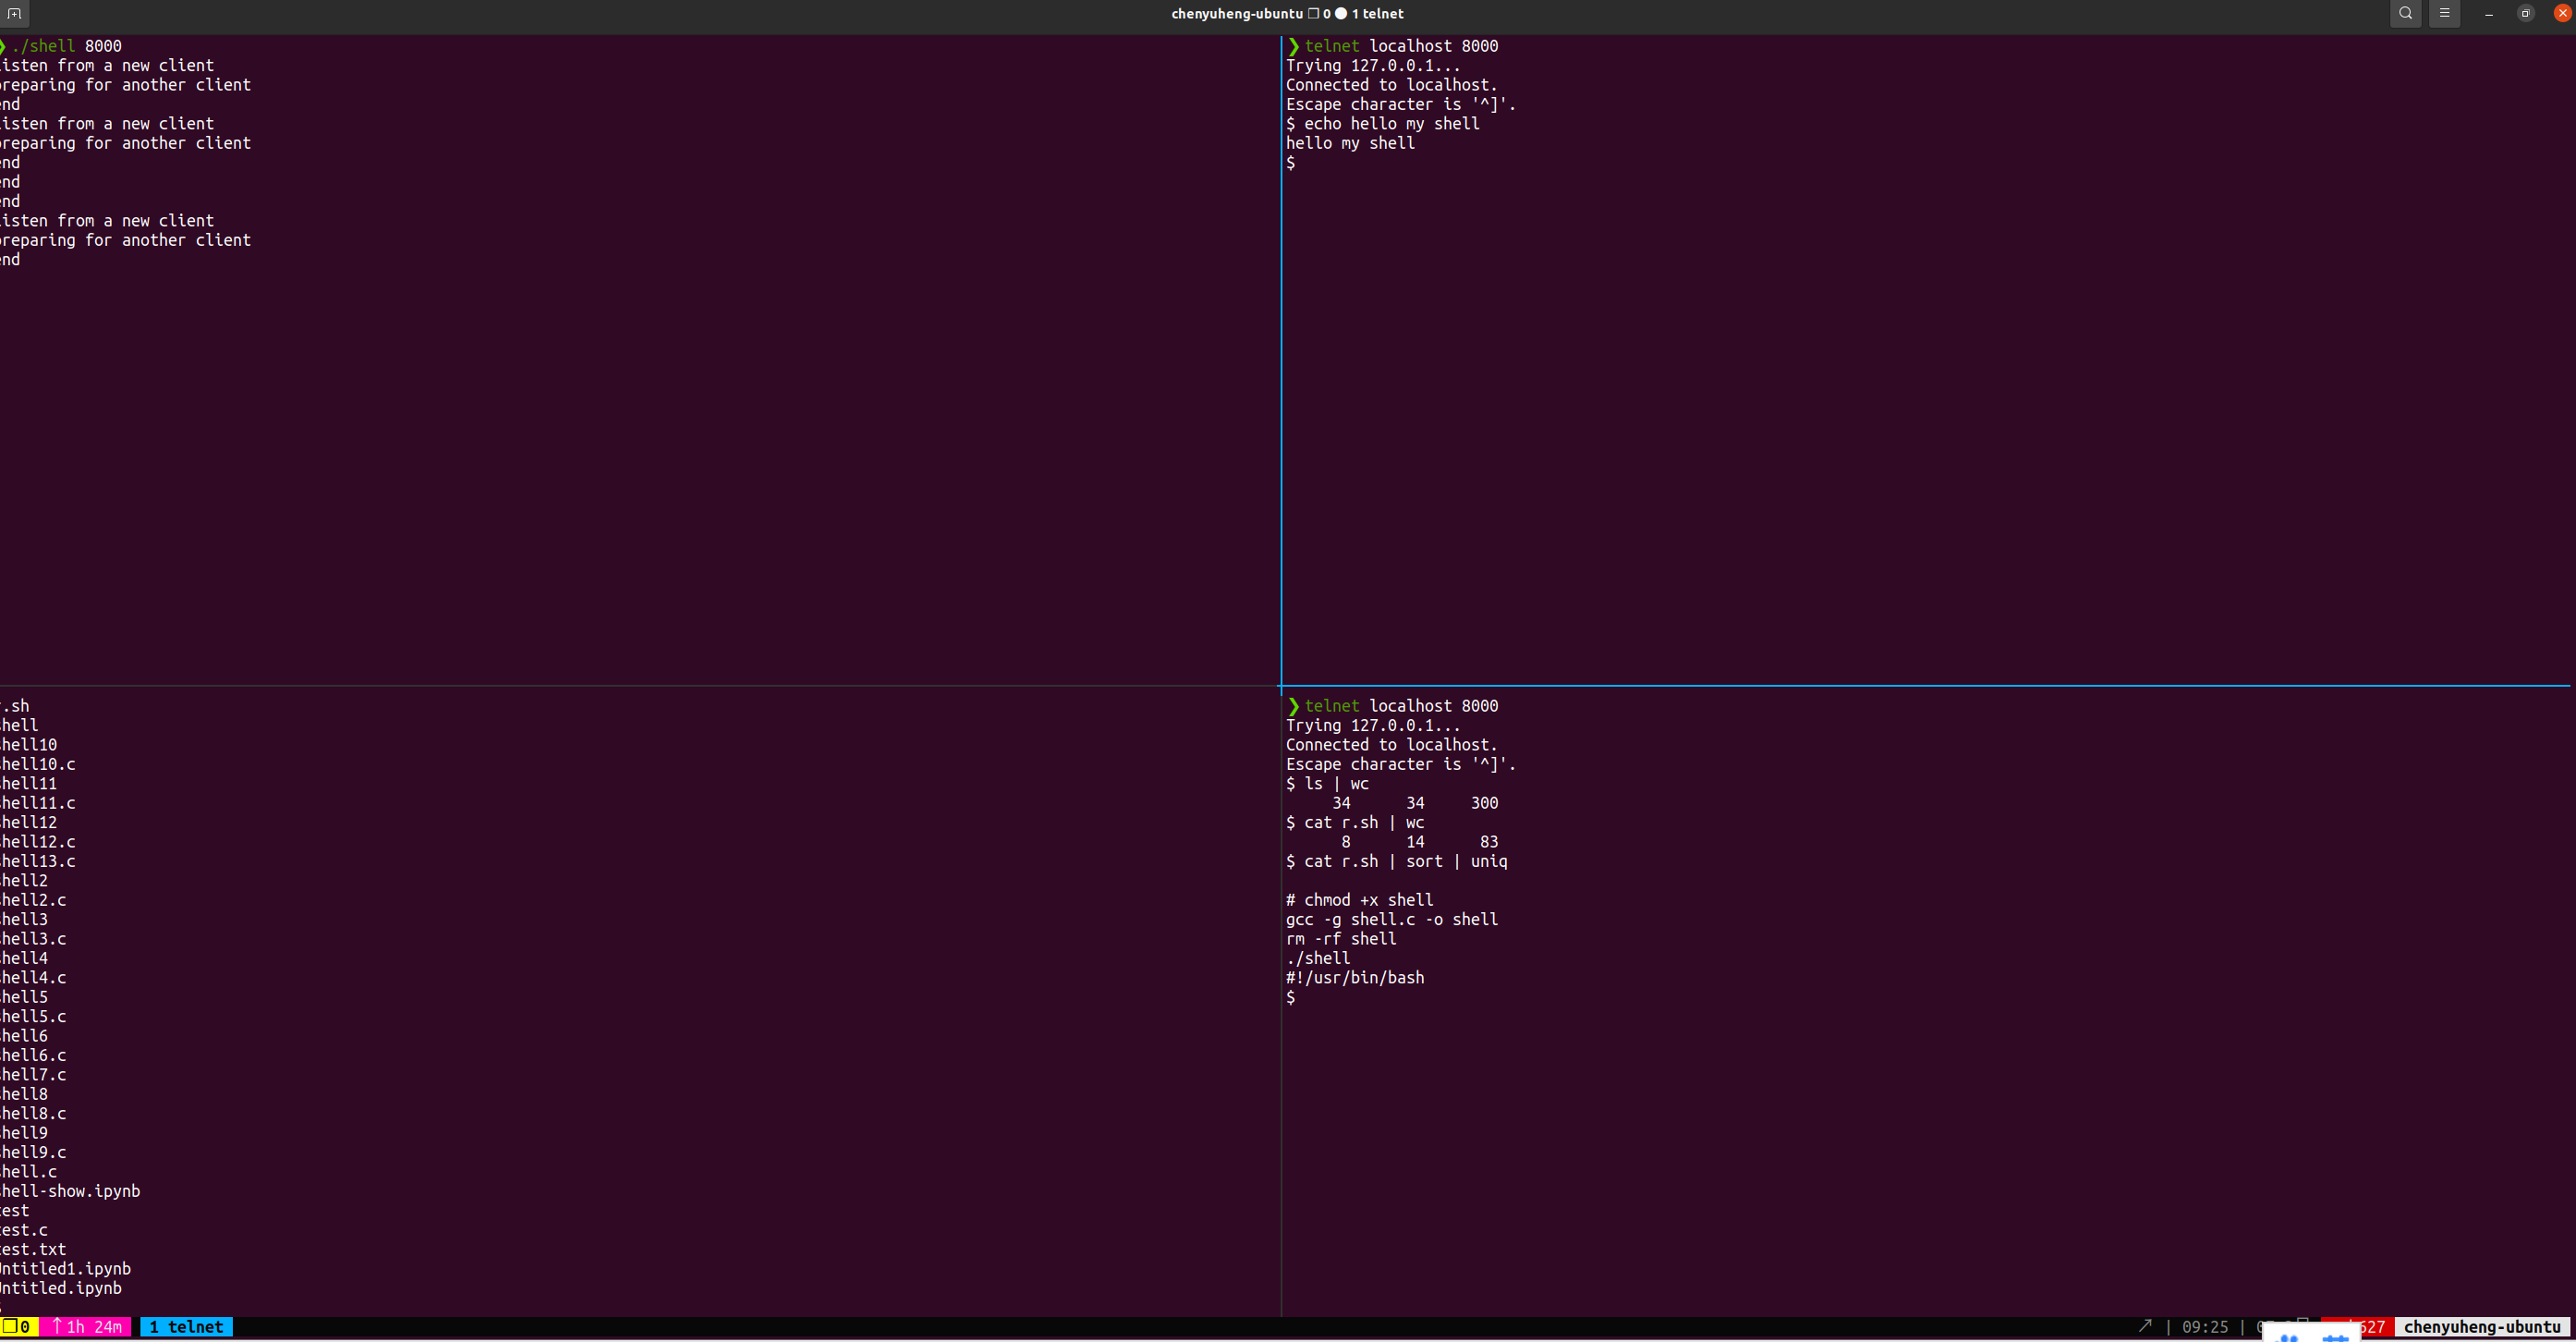 chenyuheng-ubuntu ❐ 0 ● 1 telnet
❯ ./shell 8000
isten from a new client
reparing for another client
nd
isten from a new client
reparing for another client
nd
nd
nd
isten from a new client
reparing for another client
nd
❯ telnet localhost 8000
Trying 127.0.0.1...
Connected to localhost.
Escape character is '^]'.
$ echo hello my shell
hello my shell
$
.sh
hell
hell10
hell10.c
hell11
hell11.c
hell12
hell12.c
hell13.c
hell2
hell2.c
hell3
hell3.c
hell4
hell4.c
hell5
hell5.c
hell6
hell6.c
hell7.c
hell8
hell8.c
hell9
hell9.c
hell.c
hell-show.ipynb
est
est.c
est.txt
ntitled1.ipynb
ntitled.ipynb
❯ telnet localhost 8000
Trying 127.0.0.1...
Connected to localhost.
Escape character is '^]'.
$ ls | wc
34 34 300
$ cat r.sh | wc
8 14 83
$ cat r.sh | sort | uniq
# chmod +x shell
gcc -g shell.c -o shell
rm -rf shell
./shell
#!/usr/bin/bash
$
❐0 ↑1h 24m 1 telnet
↗ | 09:25 | 627 chenyuheng-ubuntu